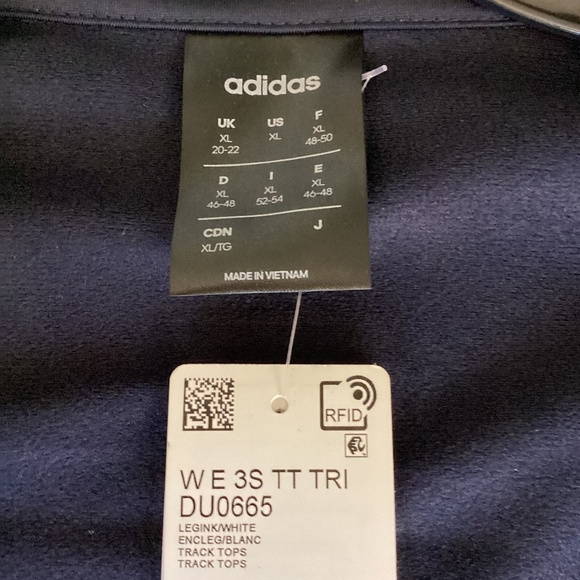 adidas
UK US F
XL XL XL
20-22 48-50
D I E
XL XL XL
46-48 52-54 46-48
CDN J
XL/TG
MADE IN VIETNAM
RFID
W E 3S TT TRI
DU0665
LEGINK/WHITE
ENCLEG/BLANC
TRACK TOPS
TRACK TOPS